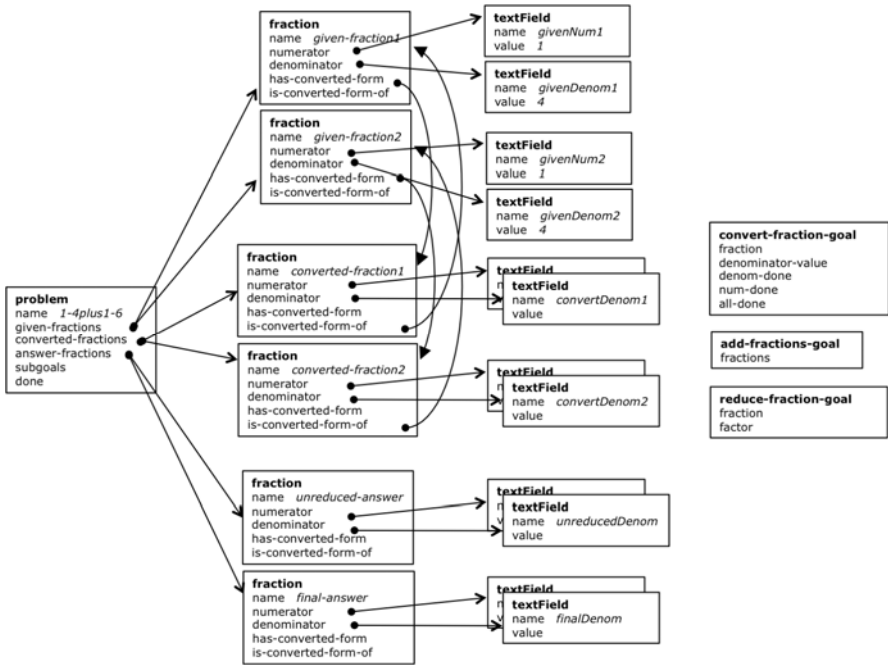 problem
name 1-4plus1-6
given-fractions
converted-fractions
answer-fractions
subgoals
done
fraction
name given-fraction1
numerator
denominator
has-converted-form
is-converted-form-of
textField
name givenNum1
value 1
textField
name givenDenom1
value 4
fraction
name given-fraction2
numerator
denominator
has-converted-form
is-converted-form-of
textField
name givenNum2
value 1
textField
name givenDenom2
value 4
fraction
name converted-fraction1
numerator
denominator
has-converted-form
is-converted-form-of
textField
textField
name convertDenom1
value
fraction
name converted-fraction2
numerator
denominator
has-converted-form
is-converted-form-of
textField
textField
name convertDenom2
value
fraction
name unreduced-answer
numerator
denominator
has-converted-form
is-converted-form-of
textField
textField
name unreducedDenom
value
fraction
name final-answer
numerator
denominator
has-converted-form
is-converted-form-of
textField
textField
name finalDenom
value
convert-fraction-goal
fraction
denominator-value
denom-done
num-done
all-done
add-fractions-goal
fractions
reduce-fraction-goal
fraction
factor